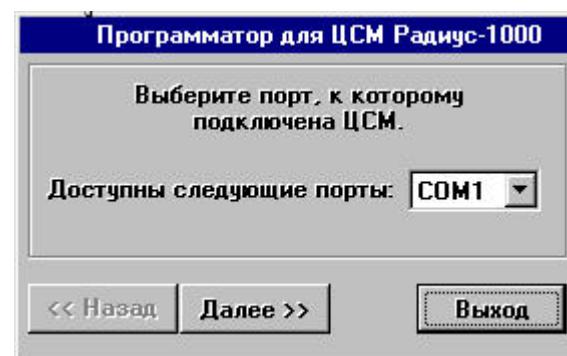 Программатор для ЦСМ Радиус-1000
Выберите порт, к которому
подключена ЦСМ.
Доступны следующие порты: COM1
<< Назад Далее >> Выход